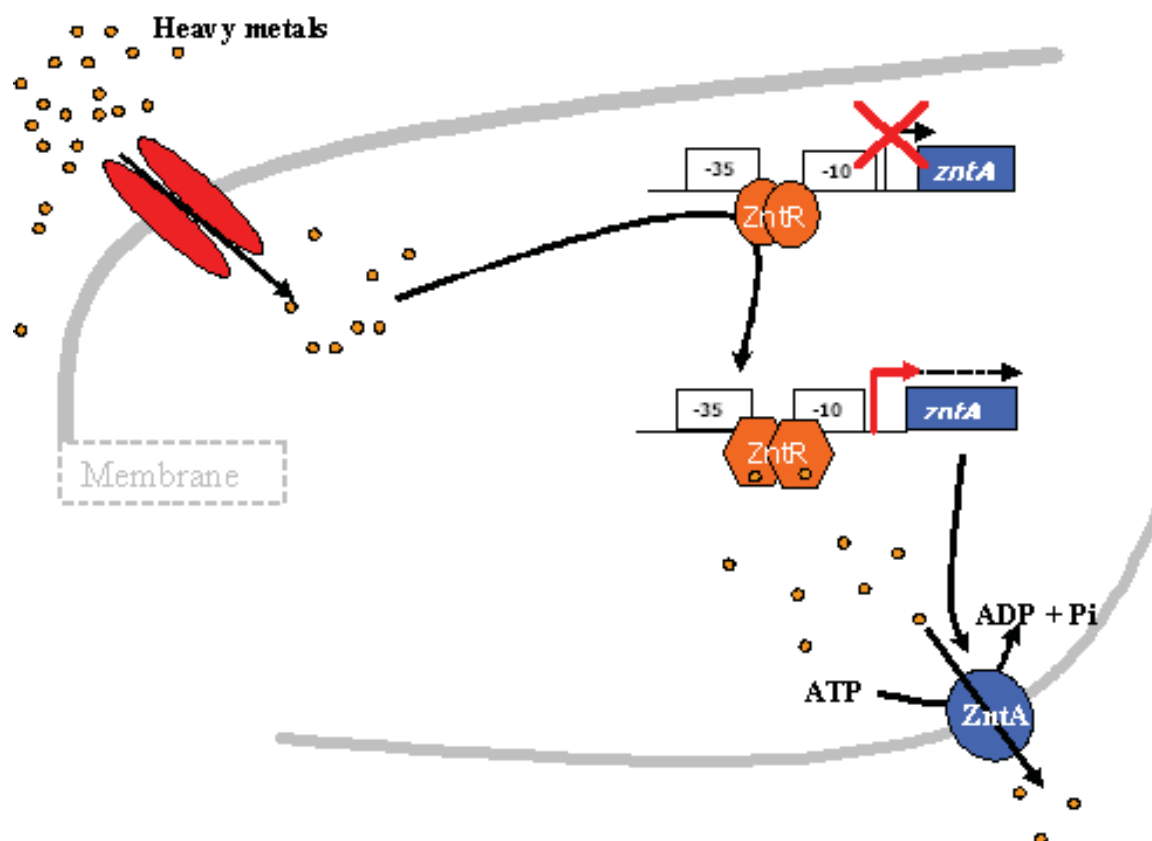 Heavy metals
-35
-10
zntA
ZntR
-35
-10
zntA
ZntR
Membrane
ADP + Pi
ATP
ZntA